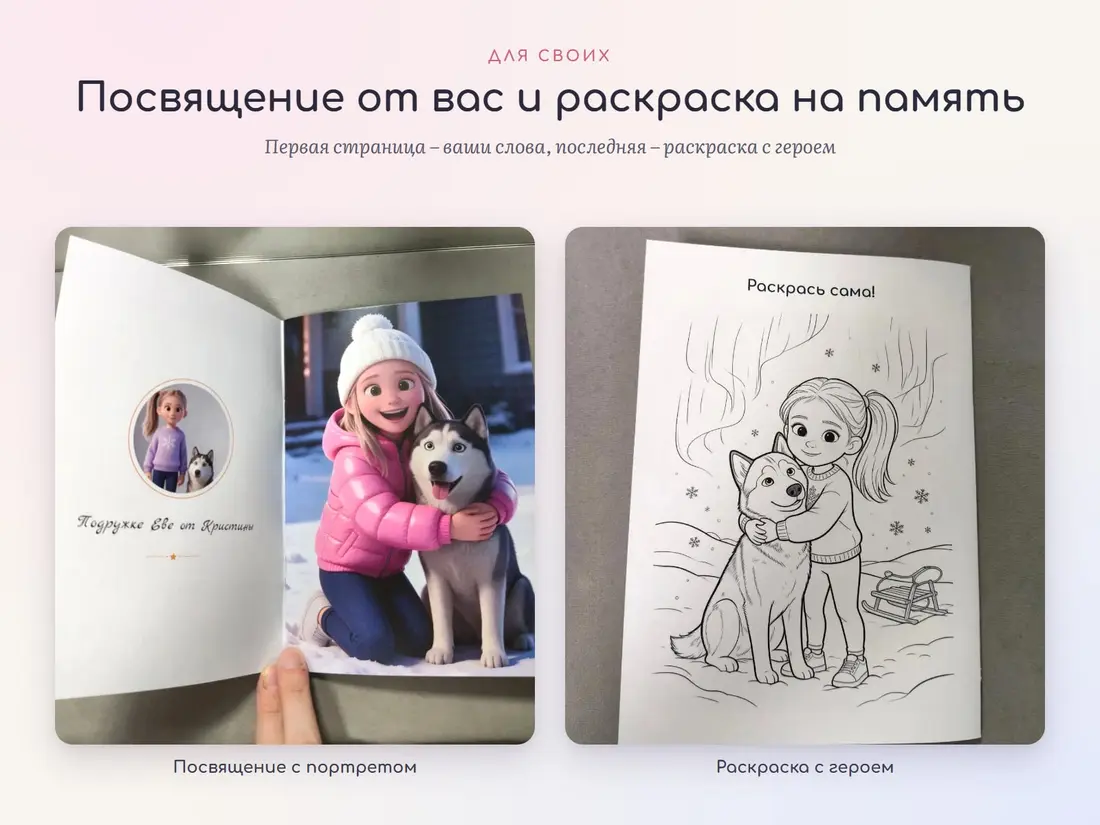 ДЛЯ СВОИХ
Посвящение от вас и раскраска на память
Первая страница – ваши слова, последняя – раскраска с героем
Подружке Еве от Кристины
Раскрась сама!
Посвящение с портретом
Раскраска с героем